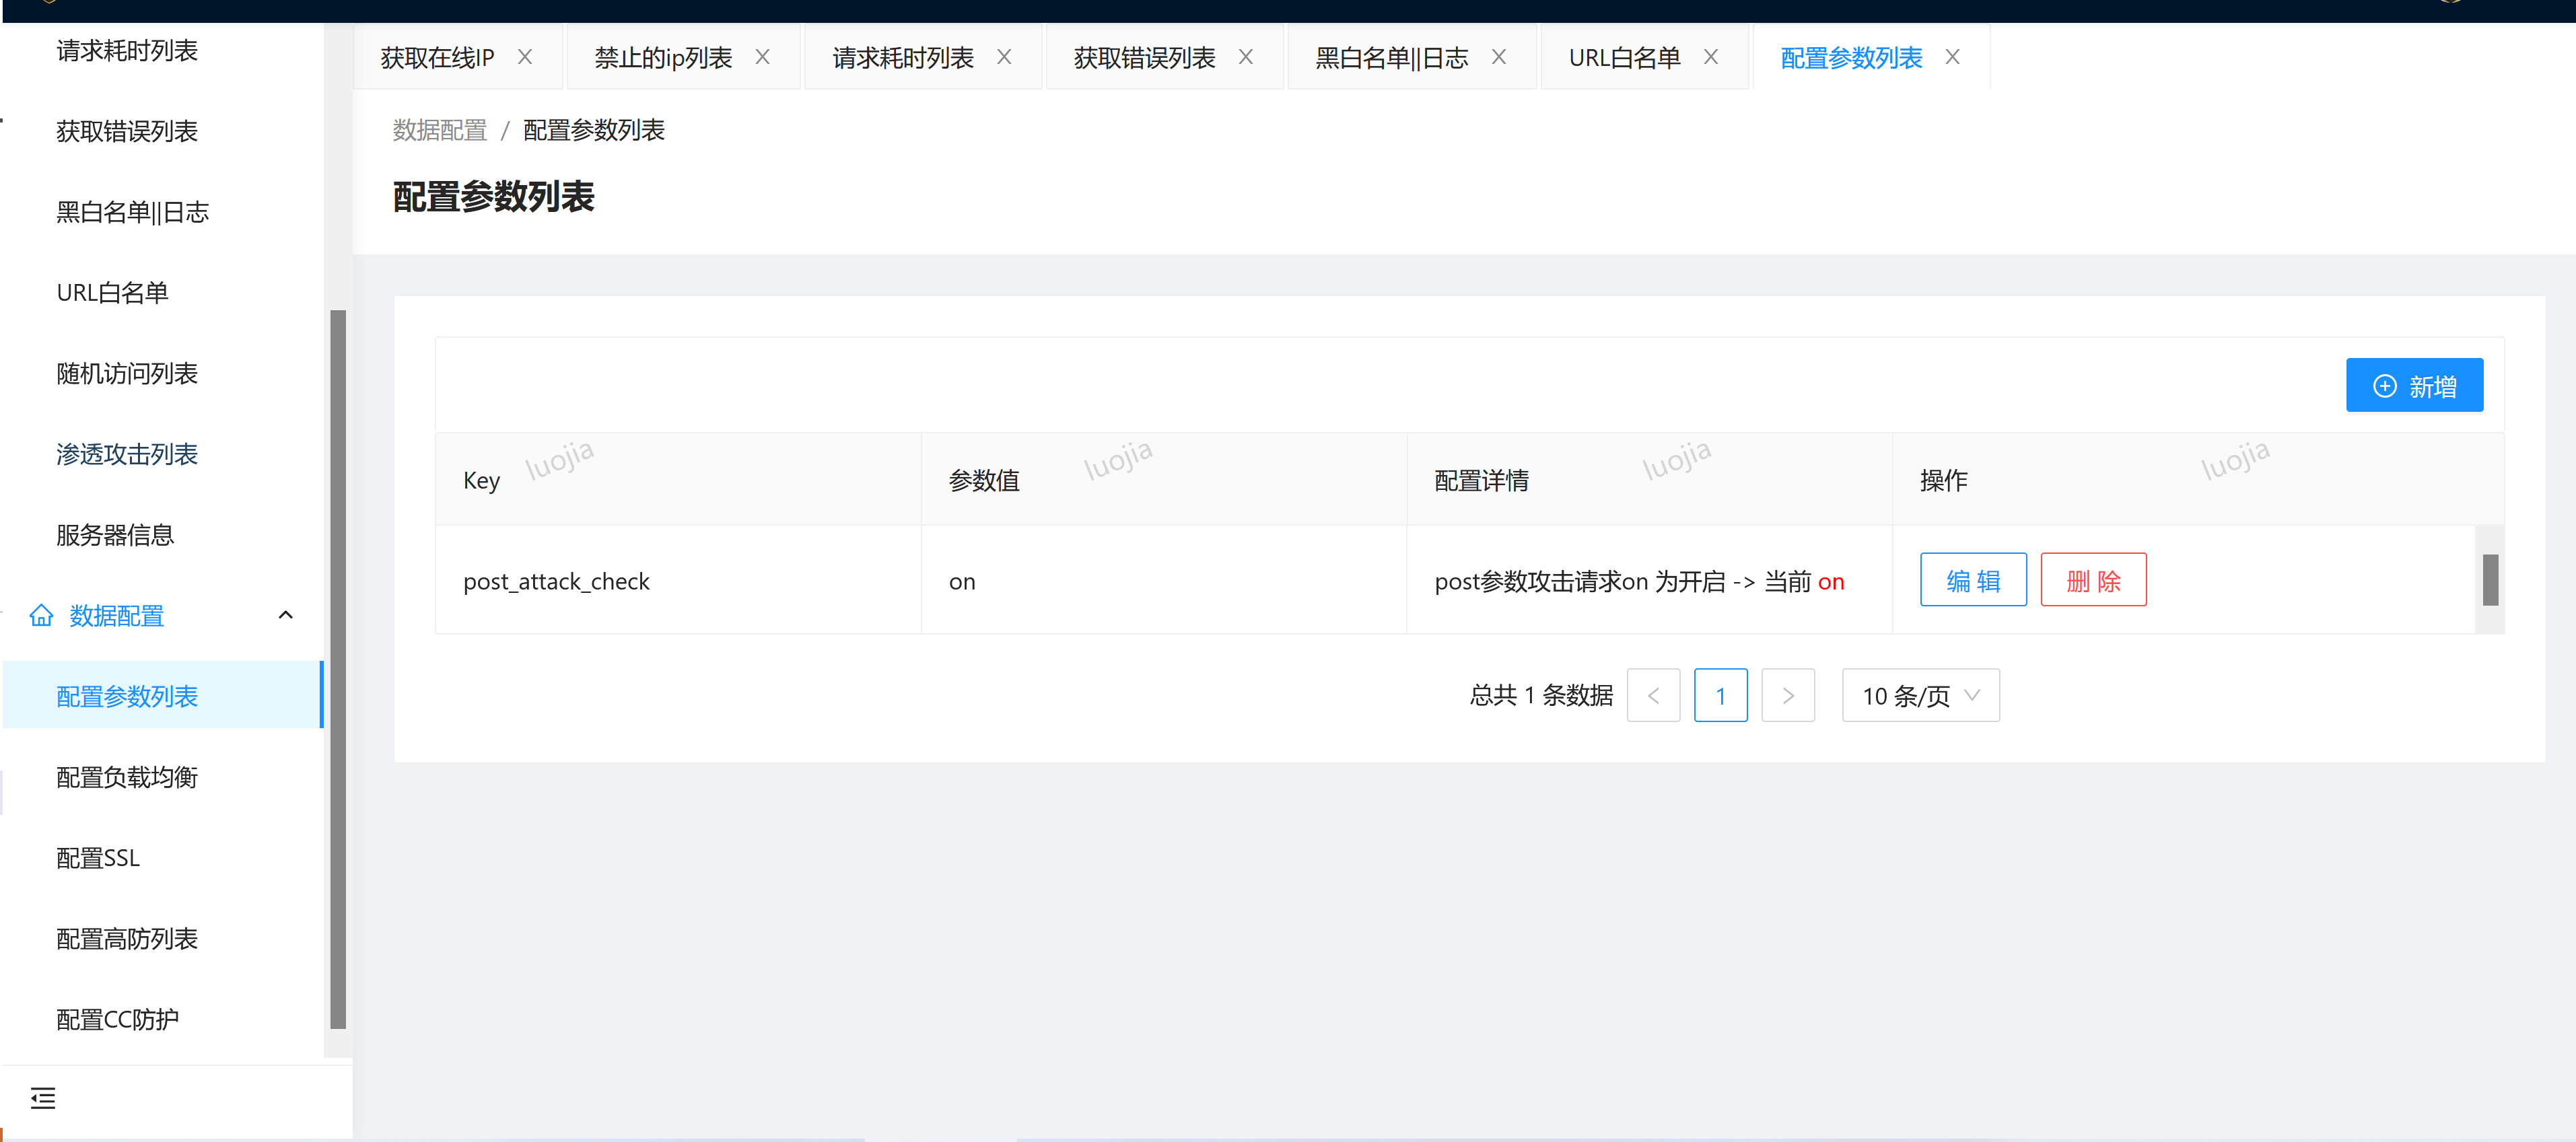 请求耗时列表
获取错误列表
黑白名单||日志
URL白名单
随机访问列表
渗透攻击列表
服务器信息
数据配置
配置参数列表
配置负载均衡
配置SSL
配置高防列表
配置CC防护
获取在线IP
禁止的ip列表
请求耗时列表
获取错误列表
黑白名单||日志
URL白名单
配置参数列表
数据配置 / 配置参数列表
配置参数列表
新增
Key 参数值 配置详情 操作
luojia luojia luojia luojia
post_attack_check on post参数攻击请求on 为开启 -> 当前 on 编 辑 删 除
总共 1 条数据 < 1 > 10 条/页